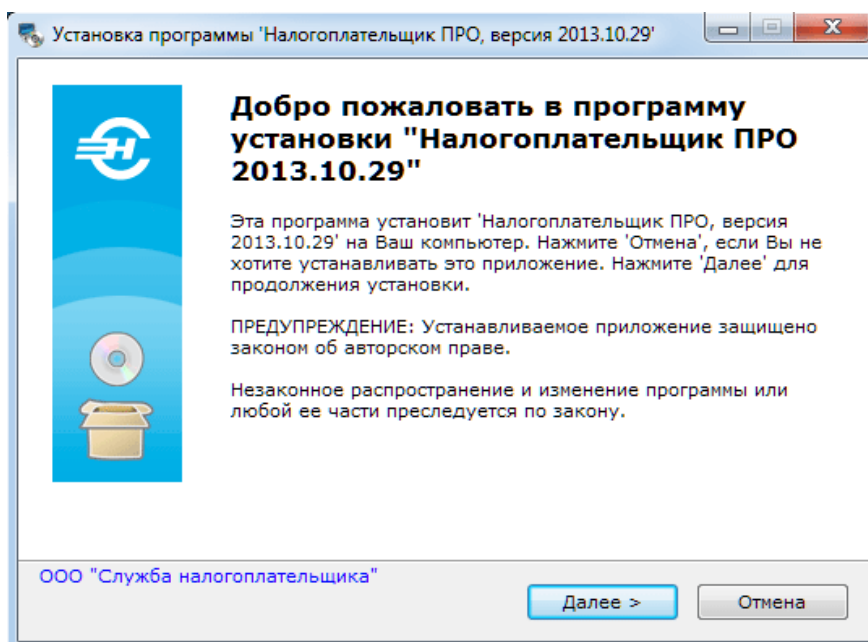 Установка программы 'Налогоплательщик ПРО, версия 2013.10.29'
Добро пожаловать в программу
установки "Налогоплательщик ПРО
2013.10.29"
Эта программа установит 'Налогоплательщик ПРО, версия
2013.10.29' на Ваш компьютер. Нажмите 'Отмена', если Вы не
хотите устанавливать это приложение. Нажмите 'Далее' для
продолжения установки.
ПРЕДУПРЕЖДЕНИЕ: Устанавливаемое приложение защищено
законом об авторском праве.
Незаконное распространение и изменение программы или
любой ее части преследуется по закону.
ООО "Служба налогоплательщика"
Далее >
Отмена